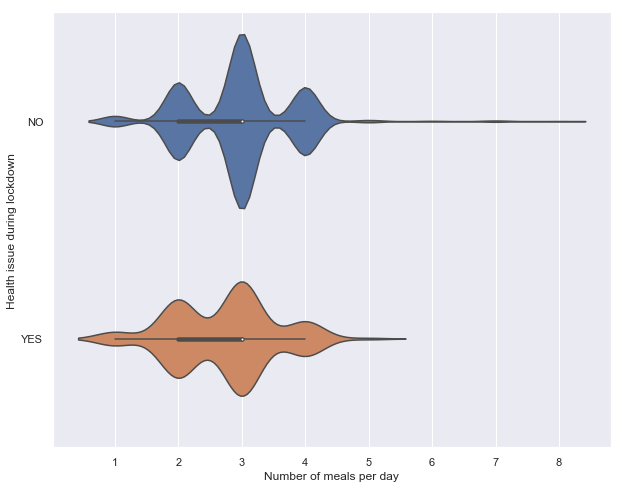 Health issue during lockdown
NO
YES
1 2 3 4 5 6 7 8
Number of meals per day